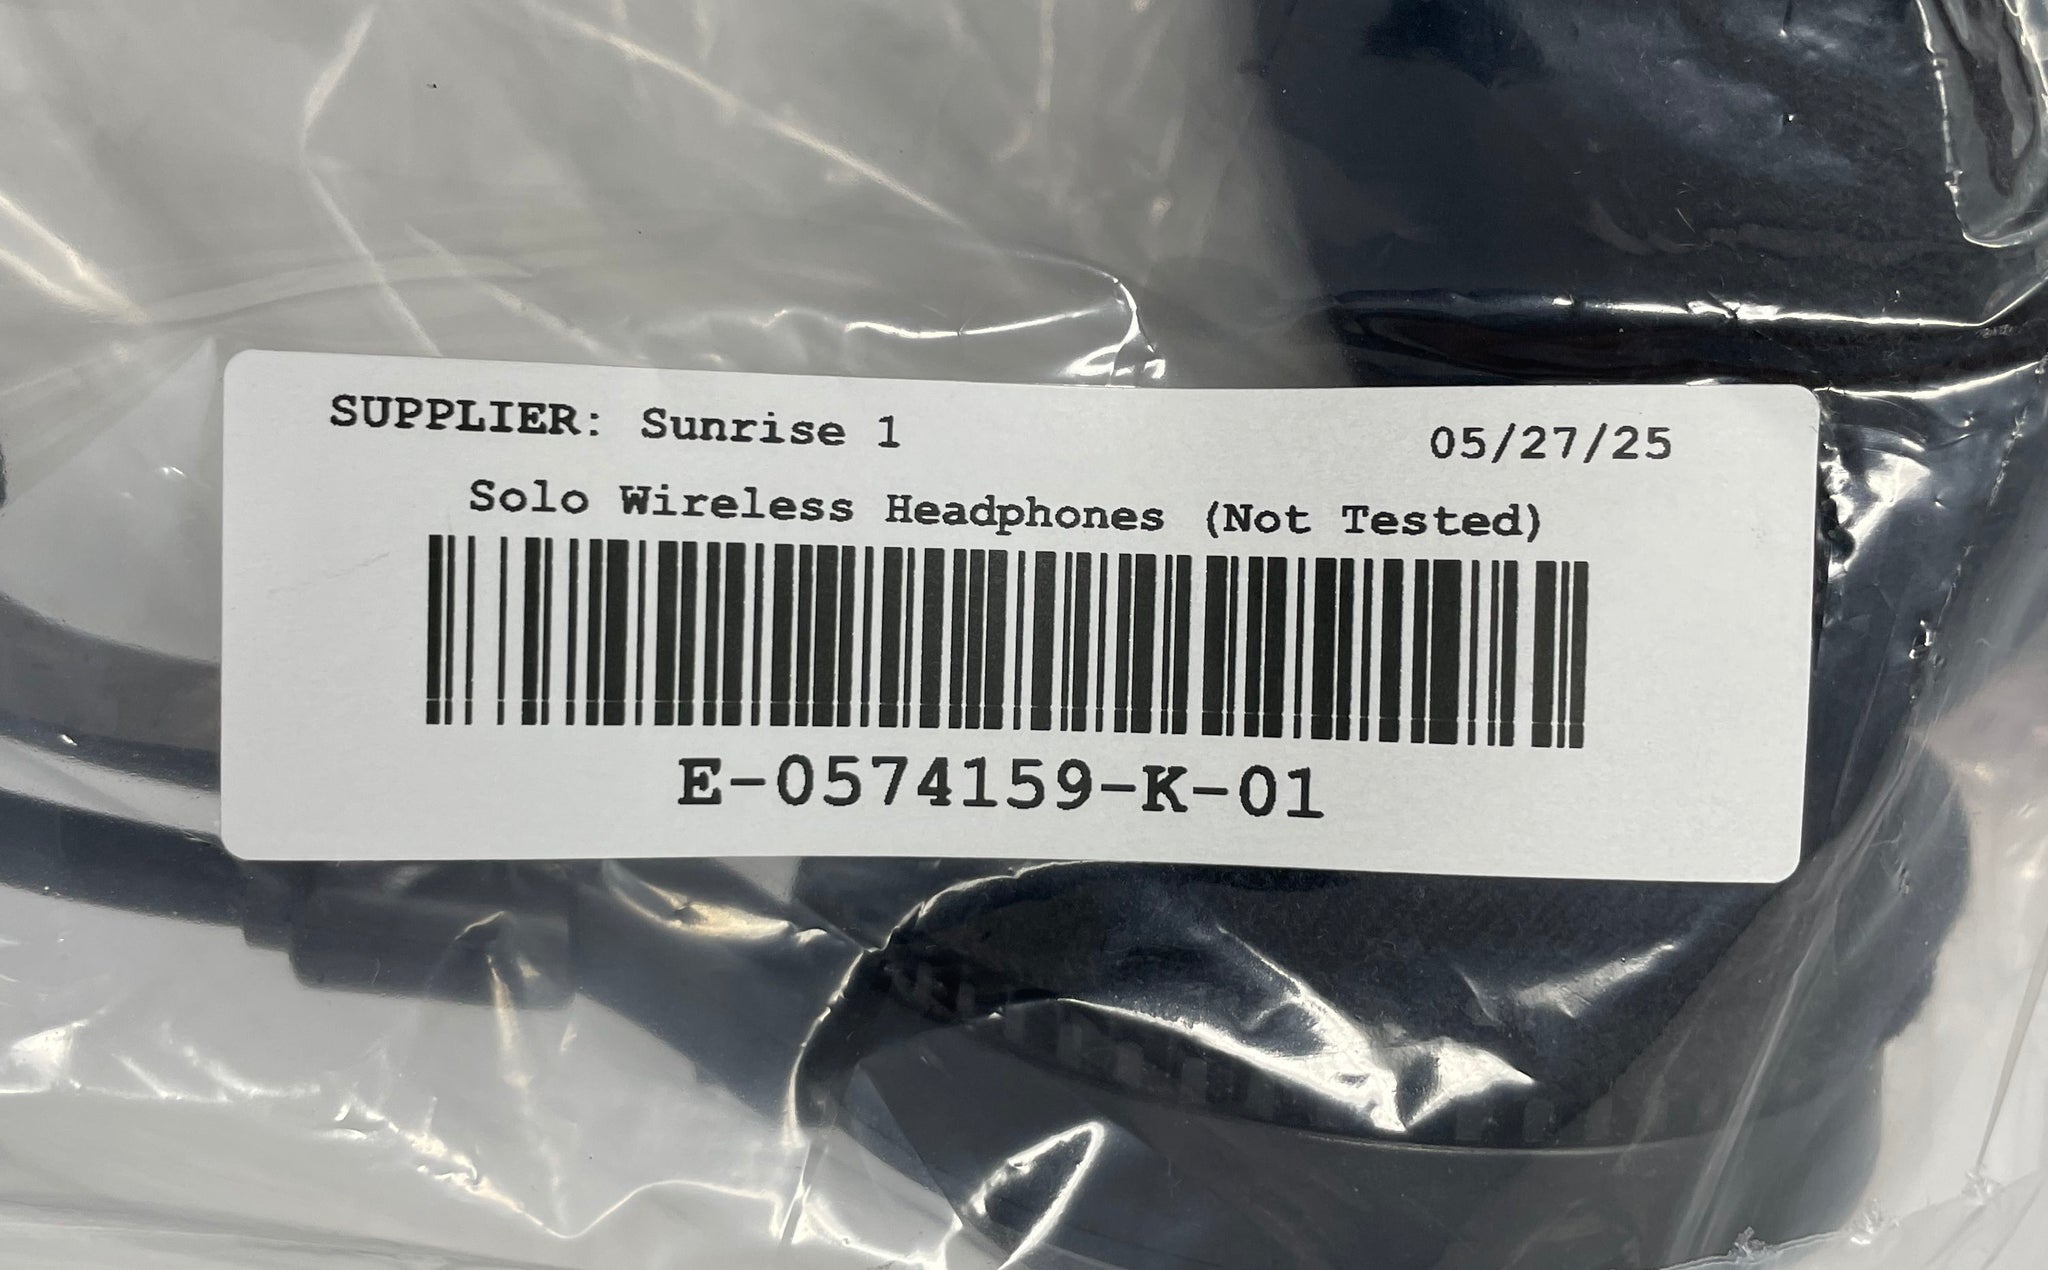 SUPPLIER: Sunrise 1 05/27/25
Solo Wireless Headphones (Not Tested)
E-0574159-K-01